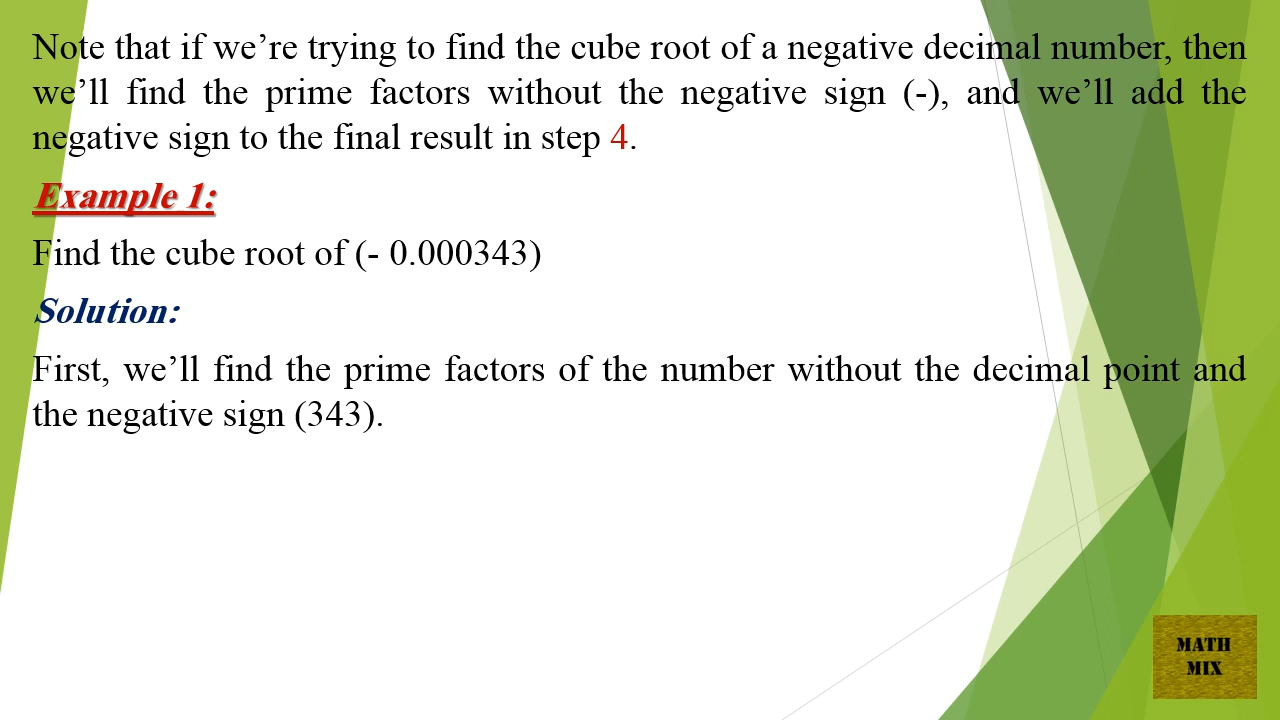 Note that if we’re trying to find the cube root of a negative decimal number, then
we’ll find the prime factors without the negative sign (-), and we’ll add the
negative sign to the final result in step 4.
Example 1:
Find the cube root of (- 0.000343)
Solution:
First, we’ll find the prime factors of the number without the decimal point and
the negative sign (343).
MATH
MIX